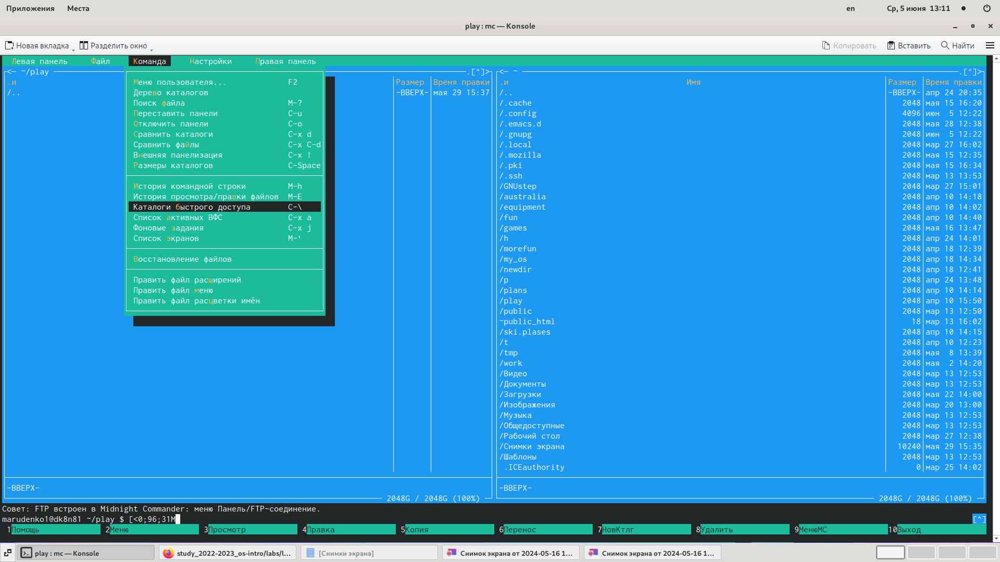 Приложения Места en Ср, 5 июня 13:11
play : mc — Konsole
Новая вкладка Разделить окно Копировать Вставить Найти
Левая панель Файл Команда Настройки Правая панель
<─ ~/play .[^]> <─ ~ .[^]>
.и Размер Время правки .и Имя Размер Время правки
/.. -ВВЕРХ- мая 29 15:37
Меню пользователя... F2
Дерево каталогов
Поиск файла M-?
Переставить панели C-u
Отключить панели C-o
Сравнить каталоги C-x d
Сравнить файлы C-x C-d
Внешняя панелизация C-x !
Размеры каталогов C-Space
История командной строки M-h
История просмотра/правки файлов M-E
Каталоги быстрого доступа C-\
Список активных ВФС C-x a
Фоновые задания C-x j
Список экранов M-`
Восстановление файлов
Править файл расширений
Править файл меню
Править файл расцветки имён
/.. -ВВЕРХ- апр 24 20:35
/.cache 2048 мая 15 16:20
/.config 4096 июн 5 12:22
/.emacs.d 2048 мая 28 12:38
/.gnupg 2048 июн 5 12:22
/.local 2048 мар 27 16:02
/.mozilla 2048 мая 15 12:35
/.pki 2048 мая 15 16:34
/.ssh 2048 мар 13 13:53
/GNUstep 2048 мар 27 15:01
/australia 2048 апр 10 14:18
/equipment 2048 апр 10 14:02
/fun 2048 апр 10 14:40
/games 2048 мая 16 13:47
/h 2048 апр 24 14:01
/morefun 2048 апр 18 12:39
/my_os 2048 апр 18 14:34
/newdir 2048 апр 18 12:41
/p 2048 апр 24 13:48
/plans 2048 апр 10 14:14
/play 2048 апр 10 15:50
/public 2048 мар 13 12:50
~public_html 18 мар 13 16:02
/ski.plases 2048 апр 10 14:15
/t 2048 апр 10 12:23
/tmp 2048 мая 8 13:39
/work 2048 мая 2 14:20
/Видео 2048 мар 13 12:53
/Документы 2048 мар 13 12:53
/Загрузки 2048 мая 22 14:00
/Изображения 2048 мар 20 13:00
/Музыка 2048 мар 13 12:53
/Общедоступные 2048 мар 13 12:53
/Рабочий стол 2048 мар 27 12:38
/Снимки экрана 10240 мая 29 15:35
/Шаблоны 2048 мар 13 12:53
.ICEauthority 0 мар 25 14:02
-ВВЕРХ- -ВВЕРХ-
2048G / 2048G (100%) 2048G / 2048G (100%)
Совет: FTP встроен в Midnight Commander: меню Панель/FTP-соединение.
marudenko1@dk8n81 ~/play $ [<0;96;31M [^]
1Помощь 2Меню 3Просмотр 4Правка 5Копия 6Перенос 7НовКтлг 8Удалить 9МенюMC 10Выход
play : mc — Konsole study_2022-2023_os-intro/labs/l... [Снимки экрана] Снимок экрана от 2024-05-16 1... Снимок экрана от 2024-05-16 1...